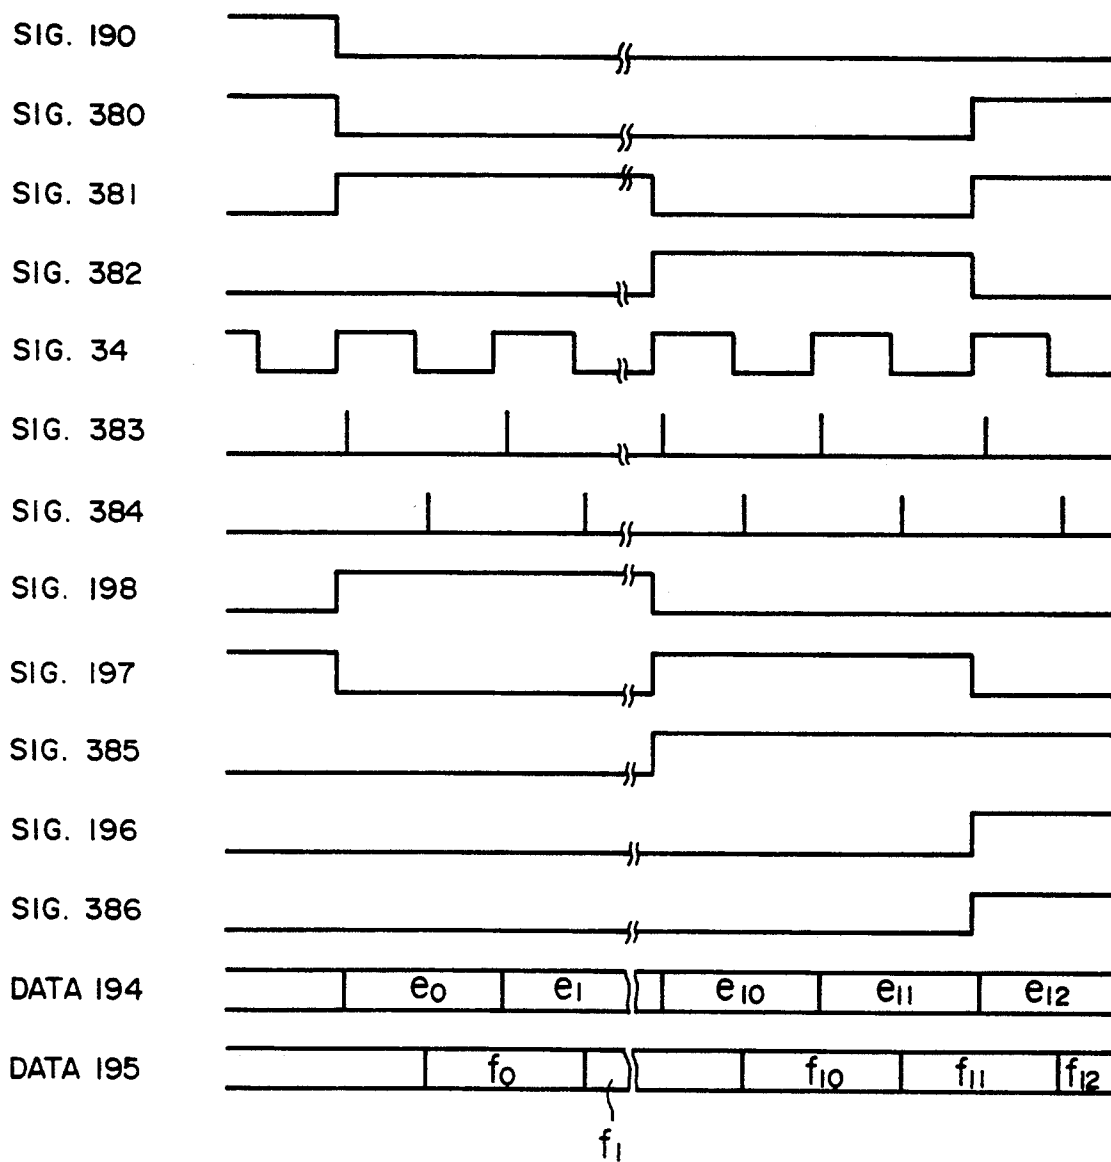 SIG. 190
SIG. 380
SIG. 381
SIG. 382
SIG. 34
SIG. 383
SIG. 384
SIG. 198
SIG. 197
SIG. 385
SIG. 196
SIG. 386
DATA 194 e0 e1 e10 e11 e12
DATA 195 f0 f10 f11 f12
f1